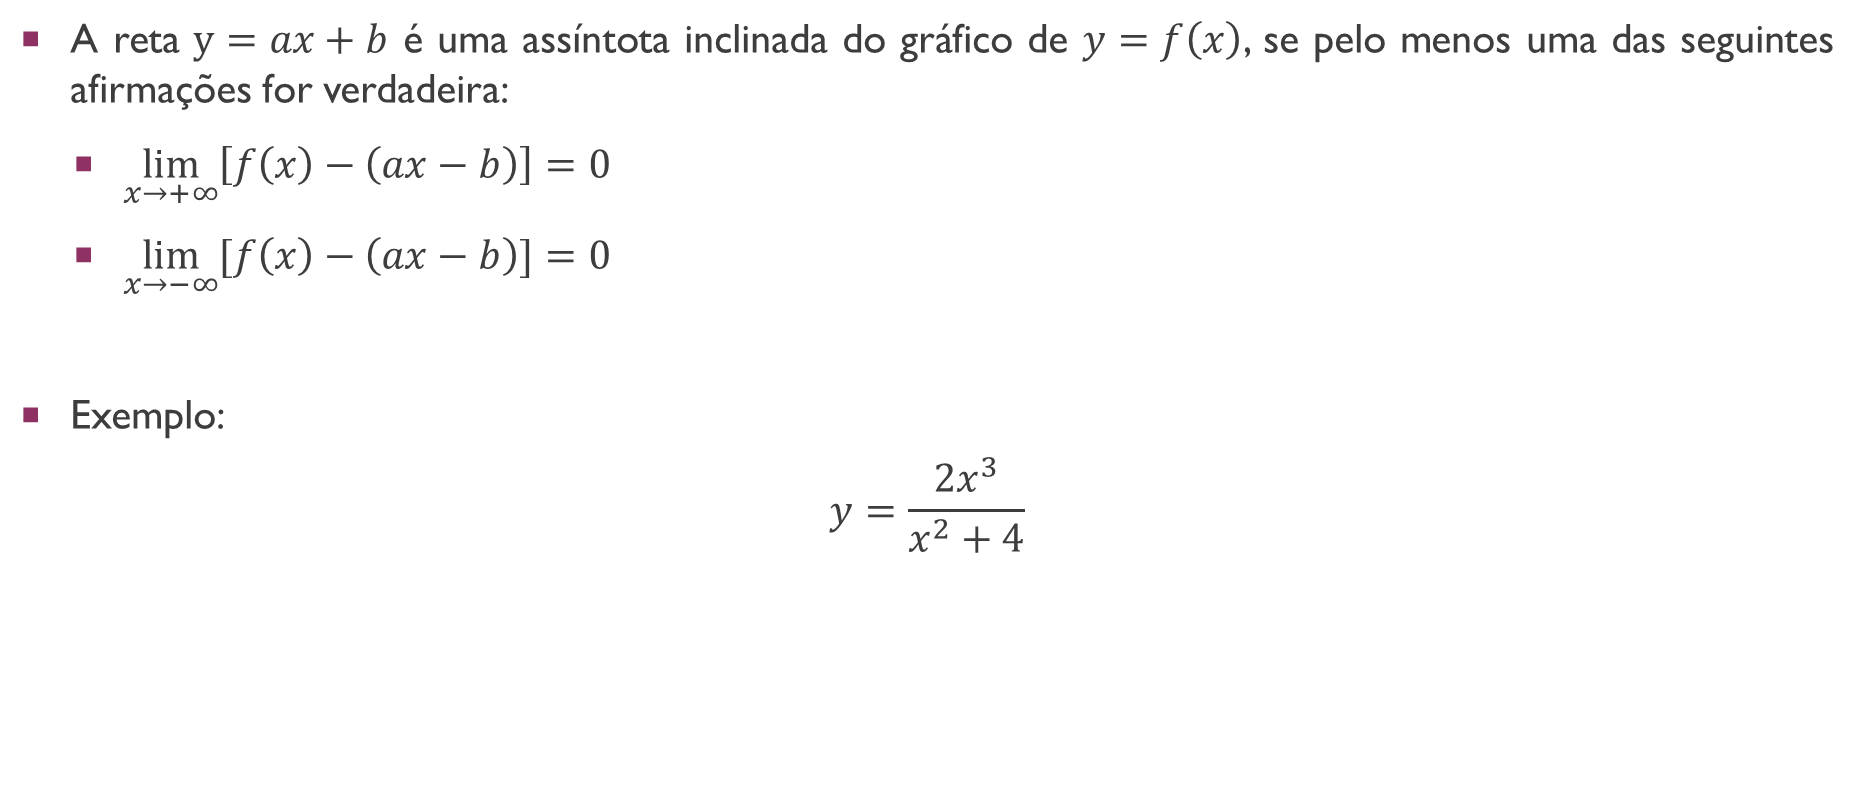 ▪ A reta y = ax + b é uma assíntota inclinada do gráfico de y = f(x), se pelo menos uma das seguintes
afirmações for verdadeira:
▪ lim x→+∞ [f(x) − (ax − b)] = 0
▪ lim x→−∞ [f(x) − (ax − b)] = 0
▪ Exemplo:
y = 2x³ / x² + 4